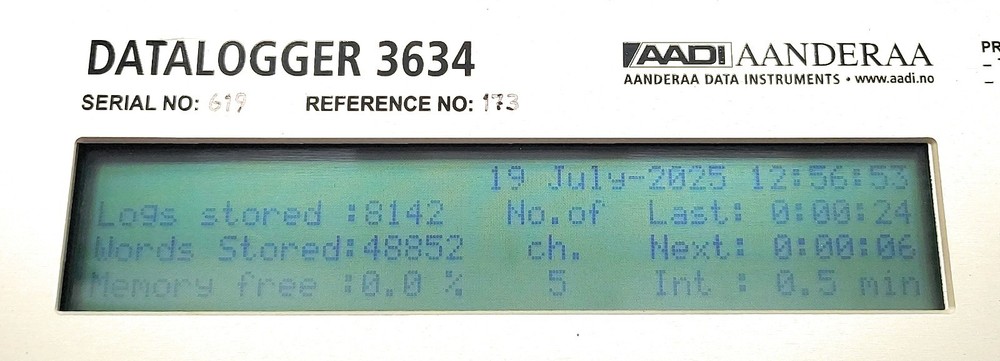 DATALOGGER 3634
AADI AANDERAA
PR
AANDERAA DATA INSTRUMENTS • www.aadi.no
SERIAL NO: 619 REFERENCE NO: 173
19 July-2025 12:56:53
Logs stored :8142 No.of Last: 0:00:24
Words Stored:48852 ch. Next: 0:00:06
Memory free :0.0 % 5 Int : 0.5 min